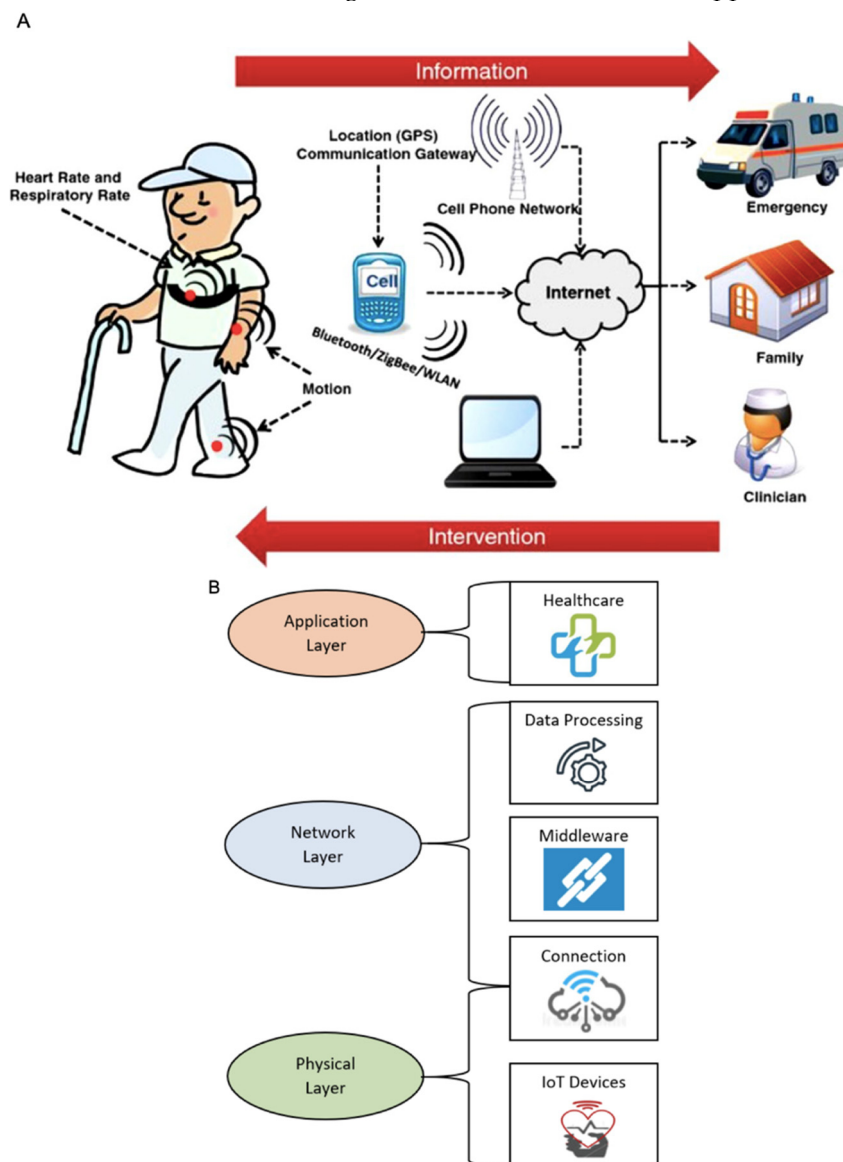 A
Information
Location (GPS)
Communication Gateway
Heart Rate and
Respiratory Rate
Cell Phone Network
Emergency
Cell
Internet
Bluetooth/ZigBee/WLAN
Family
Motion
Clinician
Intervention
B
Application
Layer
Healthcare
Data Processing
Network
Layer
Middleware
Connection
Physical
Layer
IoT Devices